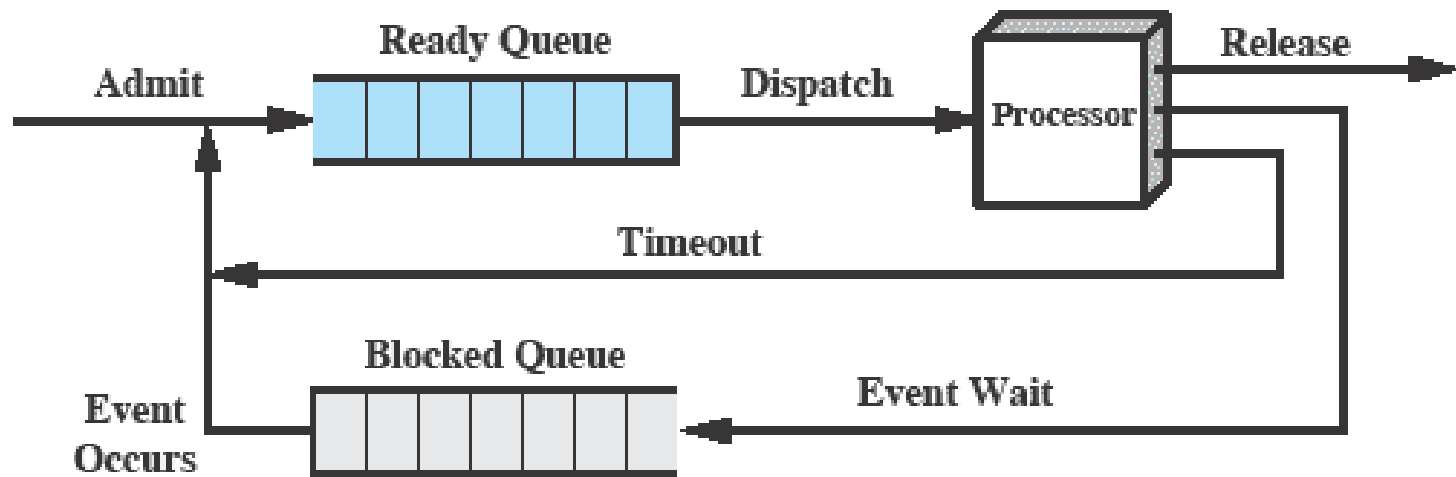 Ready Queue
Release
Admit
Dispatch
Processor
Timeout
Blocked Queue
Event Wait
Event
Occurs